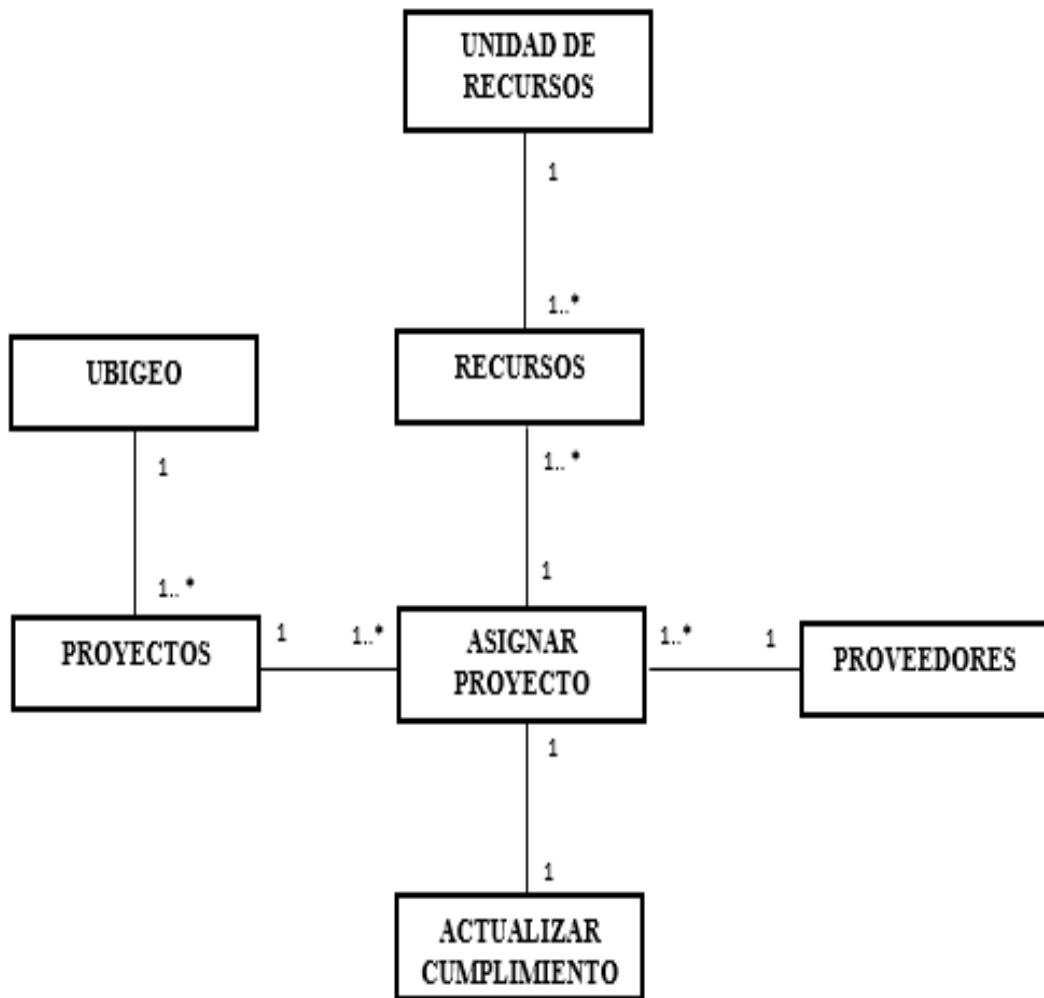 UNIDAD DE
RECURSOS
1
1..*
RECURSOS
1.. *
1
UBIGEO
1
1.. *
PROYECTOS
1
1..*
ASIGNAR
PROYECTO
1..*
1
PROVEEDORES
1
1
ACTUALIZAR
CUMPLIMIENTO